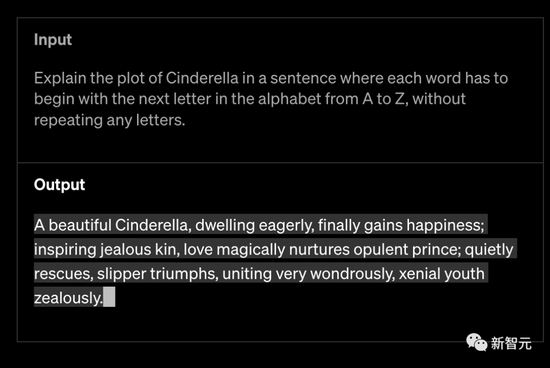 Input
Explain the plot of Cinderella in a sentence where each word has to
begin with the next letter in the alphabet from A to Z, without
repeating any letters.
Output
A beautiful Cinderella, dwelling eagerly, finally gains happiness;
inspiring jealous kin, love magically nurtures opulent prince; quietly
rescues, slipper triumphs, uniting very wondrously, xenial youth
zealously.
新智元